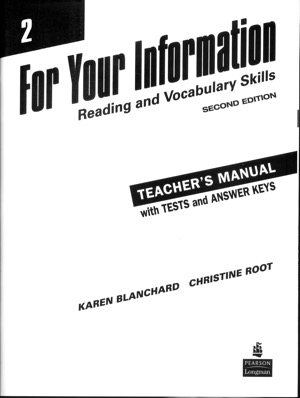 2
For Your Information
Reading and Vocabulary Skills
SECOND EDITION
TEACHER'S MANUAL
with TESTS and ANSWER KEYS
KAREN BLANCHARD CHRISTINE ROOT
PEARSON
Longman